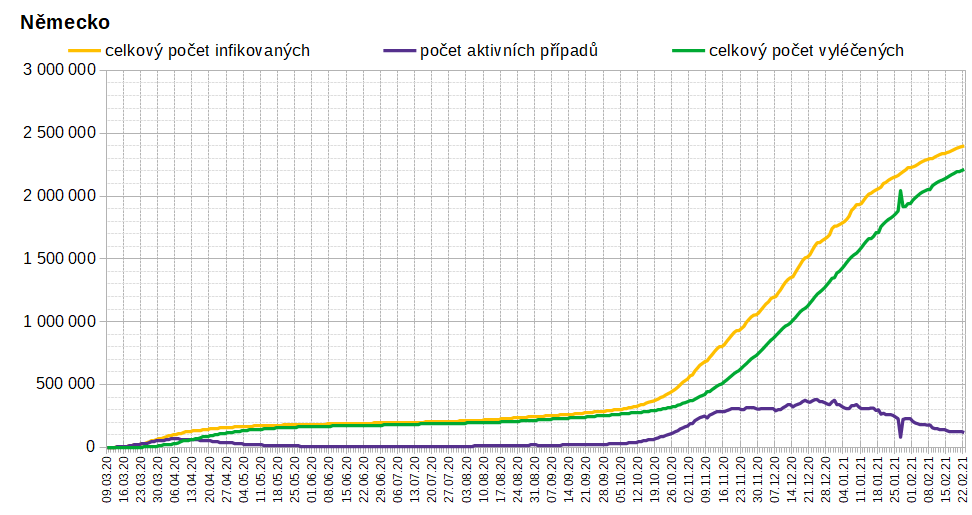 Německo
celkový počet infikovaných počet aktivních případů celkový počet vyléčených
3 000 000
2 500 000
2 000 000
1 500 000
1 000 000
500 000
0
09.03.20 16.03.20 23.03.20 30.03.20 06.04.20 13.04.20 20.04.20 27.04.20 04.05.20 11.05.20 18.05.20 25.05.20 01.06.20 08.06.20 15.06.20 22.06.20 29.06.20 06.07.20 13.07.20 20.07.20 27.07.20 03.08.20 10.08.20 17.08.20 24.08.20 31.08.20 07.09.20 14.09.20 21.09.20 28.09.20 05.10.20 12.10.20 19.10.20 26.10.20 02.11.20 09.11.20 16.11.20 23.11.20 30.11.20 07.12.20 14.12.20 21.12.20 28.12.20 04.01.21 11.01.21 18.01.21 25.01.21 01.02.21 08.02.21 15.02.21 22.02.21